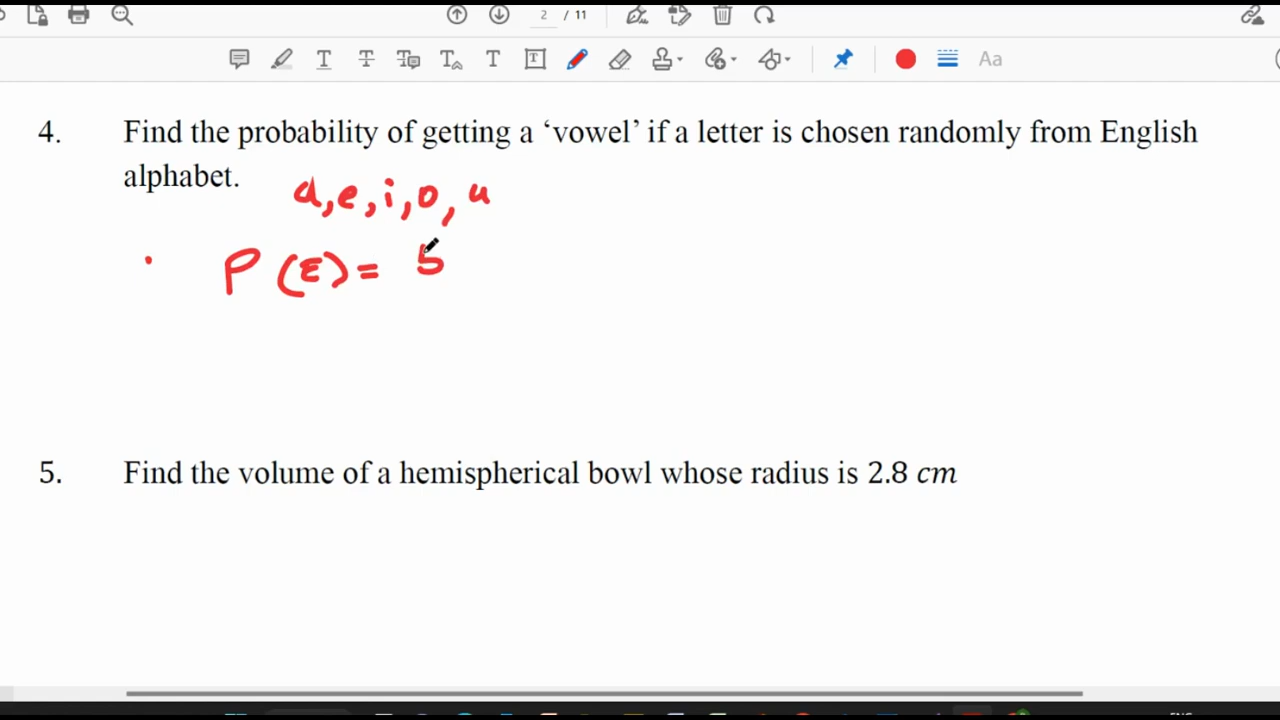 2 / 11
T T T T T T Aa
4. Find the probability of getting a ‘vowel’ if a letter is chosen randomly from English
alphabet.
a, e, i, o, u
P (E) = 5
5. Find the volume of a hemispherical bowl whose radius is 2.8 cm